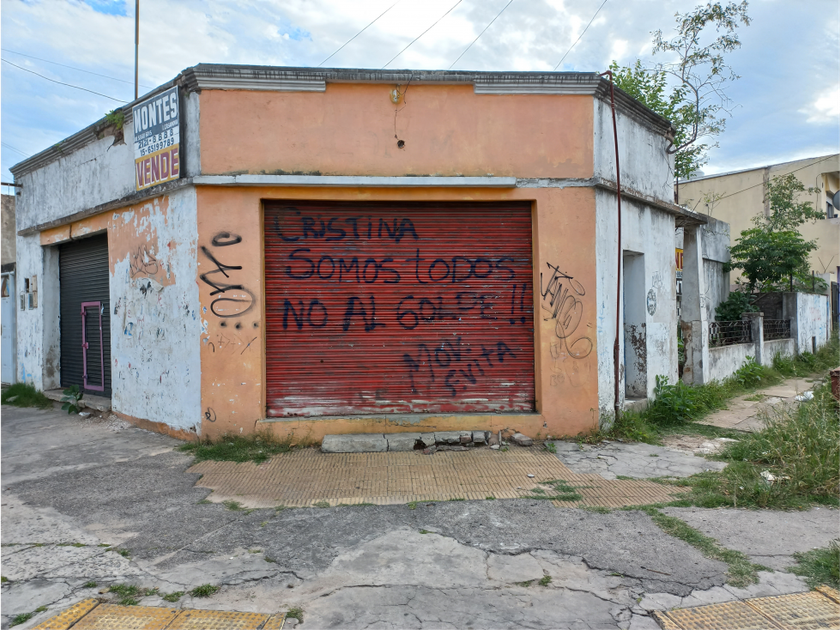 MONTES
VENDE
CRISTINA
SOMOS todos
NO AL GOLPE !!
MOV.
EVITA